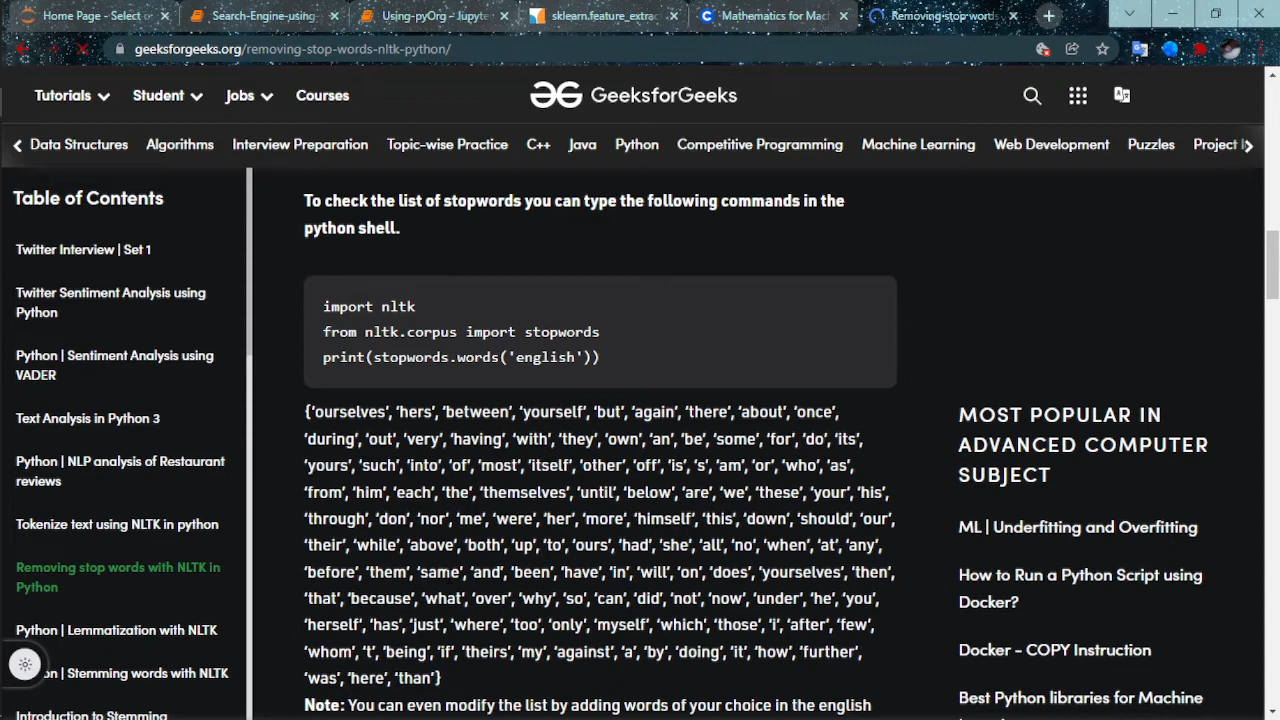 Home Page - Select o
Search-Engine-using
Using-pyOrg - Jupyte
sklearn.feature_extrac
Mathematics for Mac
Removing stop words
geeksforgeeks.org/removing-stop-words-nltk-python/
Tutorials
Student
Jobs
Courses
GeeksforGeeks
Data Structures
Algorithms
Interview Preparation
Topic-wise Practice
C++
Java
Python
Competitive Programming
Machine Learning
Web Development
Puzzles
Project
Table of Contents
Twitter Interview | Set 1
Twitter Sentiment Analysis using
Python
Python | Sentiment Analysis using
VADER
Text Analysis in Python 3
Python | NLP analysis of Restaurant
reviews
Tokenize text using NLTK in python
Removing stop words with NLTK in
Python
Python | Lemmatization with NLTK
on | Stemming words with NLTK
Introduction to Stemming
To check the list of stopwords you can type the following commands in the
python shell.
import nltk
from nltk.corpus import stopwords
print(stopwords.words('english'))
{‘ourselves’, ‘hers’, ‘between’, ‘yourself’, ‘but’, ‘again’, ‘there’, ‘about’, ‘once’,
‘during’, ‘out’, ‘very’, ‘having’, ‘with’, ‘they’, ‘own’, ‘an’, ‘be’, ‘some’, ‘for’, ‘do’, ‘its’,
‘yours’, ‘such’, ‘into’, ‘of’, ‘most’, ‘itself’, ‘other’, ‘off’, ‘is’, ‘s’, ‘am’, ‘or’, ‘who’, ‘as’,
‘from’, ‘him’, ‘each’, ‘the’, ‘themselves’, ‘until’, ‘below’, ‘are’, ‘we’, ‘these’, ‘your’, ‘his’,
‘through’, ‘don’, ‘nor’, ‘me’, ‘were’, ‘her’, ‘more’, ‘himself’, ‘this’, ‘down’, ‘should’, ‘our’,
‘their’, ‘while’, ‘above’, ‘both’, ‘up’, ‘to’, ‘ours’, ‘had’, ‘she’, ‘all’, ‘no’, ‘when’, ‘at’, ‘any’,
‘before’, ‘them’, ‘same’, ‘and’, ‘been’, ‘have’, ‘in’, ‘will’, ‘on’, ‘does’, ‘yourselves’, ‘then’,
‘that’, ‘because’, ‘what’, ‘over’, ‘why’, ‘so’, ‘can’, ‘did’, ‘not’, ‘now’, ‘under’, ‘he’, ‘you’,
‘herself’, ‘has’, ‘just’, ‘where’, ‘too’, ‘only’, ‘myself’, ‘which’, ‘those’, ‘i’, ‘after’, ‘few’,
‘whom’, ‘t’, ‘being’, ‘if’, ‘theirs’, ‘my’, ‘against’, ‘a’, ‘by’, ‘doing’, ‘it’, ‘how’, ‘further’,
‘was’, ‘here’, ‘than’}
Note: You can even modify the list by adding words of your choice in the english
MOST POPULAR IN
ADVANCED COMPUTER
SUBJECT
ML | Underfitting and Overfitting
How to Run a Python Script using
Docker?
Docker - COPY Instruction
Best Python libraries for Machine